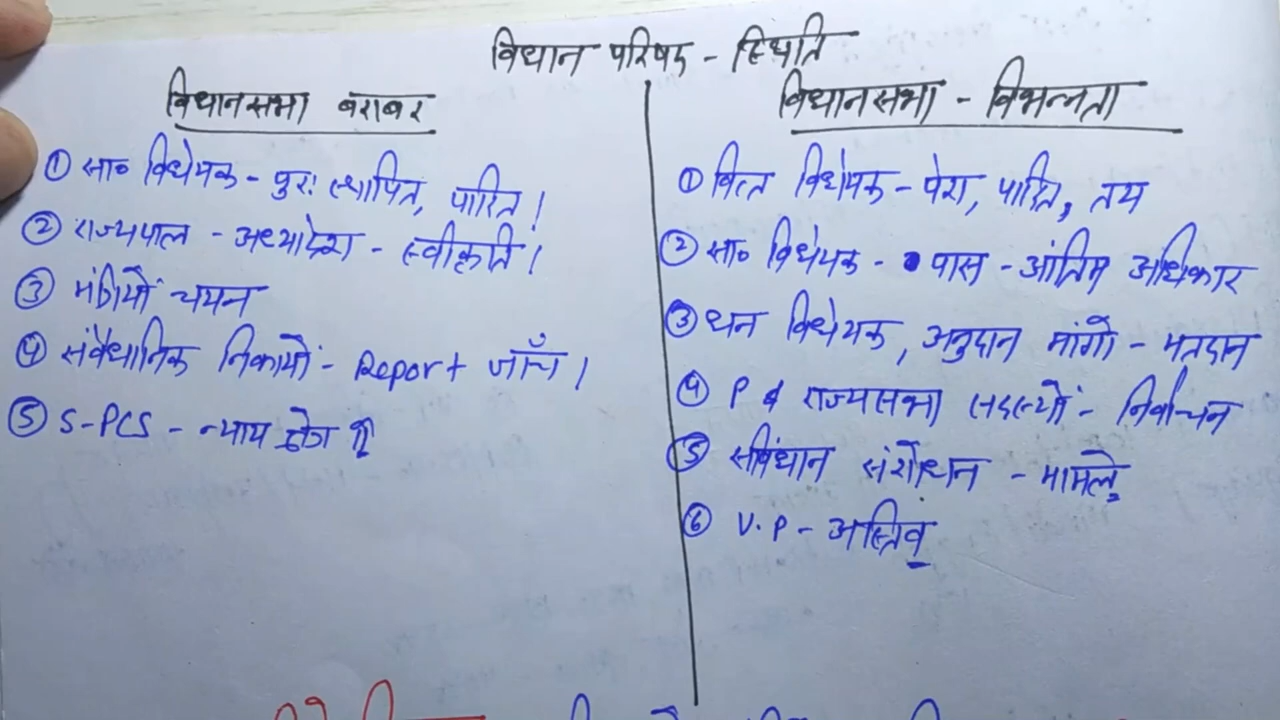 विधान परिषद - स्थिति
विधानसभा बराबर
① सा० विधेयक - पुरः स्थापित, पारित।
② राज्यपाल - अध्यादेश - स्वीकृति।
③ मंत्रियों चयन
④ संवैधानिक निकायों - Report जाँच।
⑤ S-PCS - न्याय क्षेत्र
विधानसभा - विभिन्नता
① वित्त विधेयक - पेश, पारित, तय
② सा० विधेयक - पास - अंतिम अधिकार
③ धन विधेयक, अनुदान मांगों - मतदान
④ P व राज्यसभा सदस्यों - निर्वाचन
⑤ संविधान संशोधन - मामले,
⑥ V.P - अस्तित्व